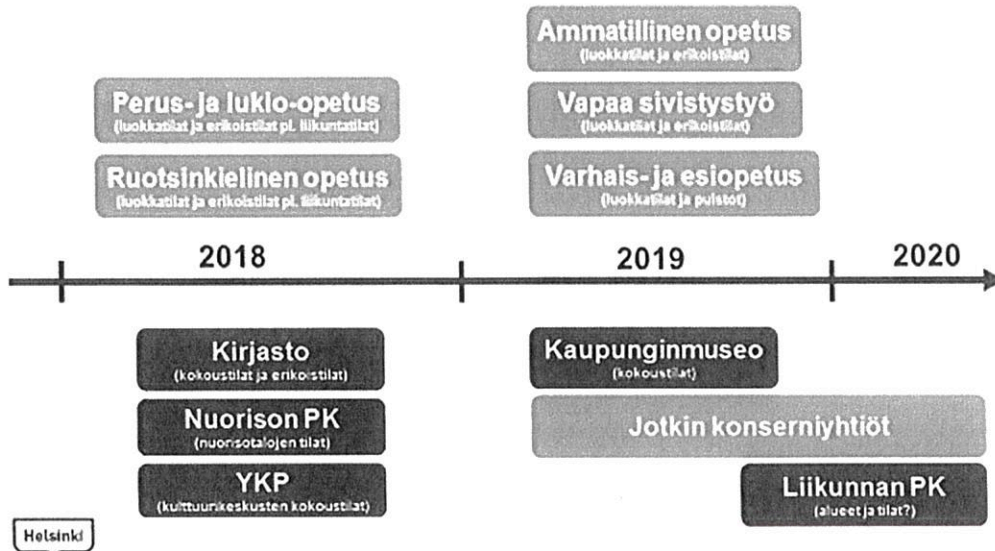 Perus- ja lukio-opetus
(luokkatilat ja erikoistilat pl. liikuntatilat)
Ruotsinkielinen opetus
(luokkatilat ja erikoistilat pl. liikuntatilat)
Ammatillinen opetus
(luokkatilat ja erikoistilat)
Vapaa sivistystyö
(luokkatilat ja erikoistilat)
Varhais- ja esiopetus
(luokkatilat ja puistot)
2018
2019
2020
Kirjasto
(kokoustilat ja erikoistilat)
Nuorison PK
(nuorisotalojen tilat)
YKP
(kulttuurikeskusten kokoustilat)
Kaupunginmuseo
(kokoustilat)
Jotkin konserniyhtiöt
Liikunnan PK
(alueet ja tilat?)
Helsinki